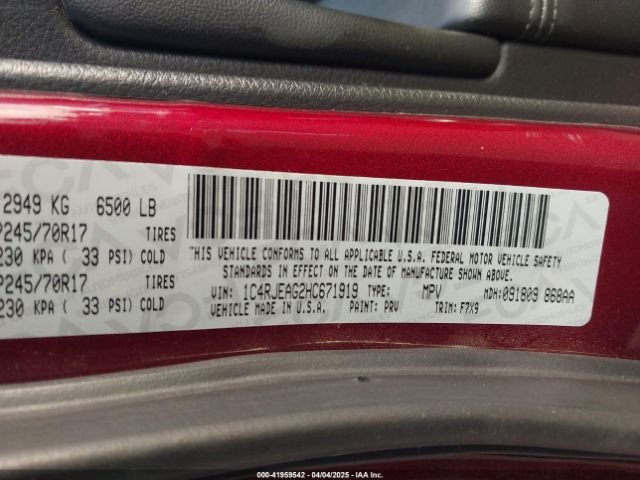 2949 KG 6500 LB
P245/70R17 TIRES
230 KPA ( 33 PSI) COLD
P245/70R17 TIRES
230 KPA ( 33 PSI) COLD
"HIS VEHICLE CONFORMS TO ALL APPLICABLE U.S.A. FEDERAL MOTOR VEHICLE SAFETY
STANDARDS IN EFFECT ON THE DATE OF MANUFACTURE SHOWN ABOVE.
VIN: 1C4RJEAG2HC671919 TYPE: MPV MDH:091809 868AA
VEHICLE MADE IN U.S.A. PAINT: PRV TRIM: F7X9
000-41959542 - 04/04/2025 - IAA Inc.